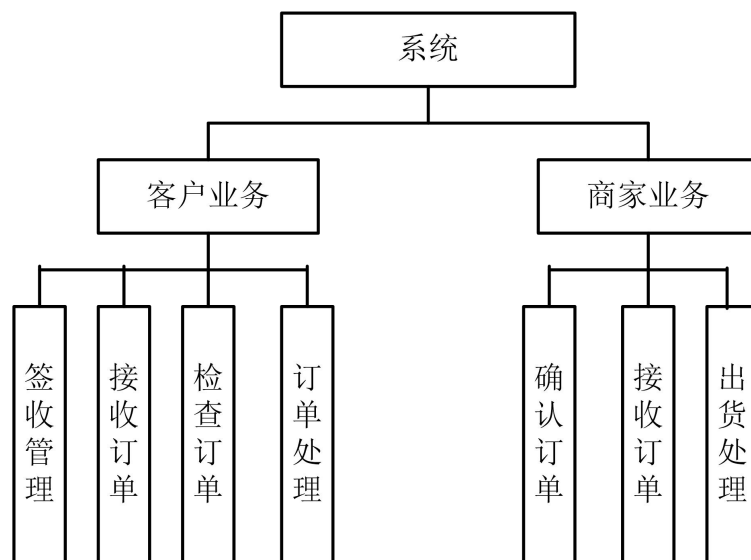 系统
客户业务
商家业务
签收管理
接收订单
检查订单
订单处理
确认订单
接收订单
出货处理